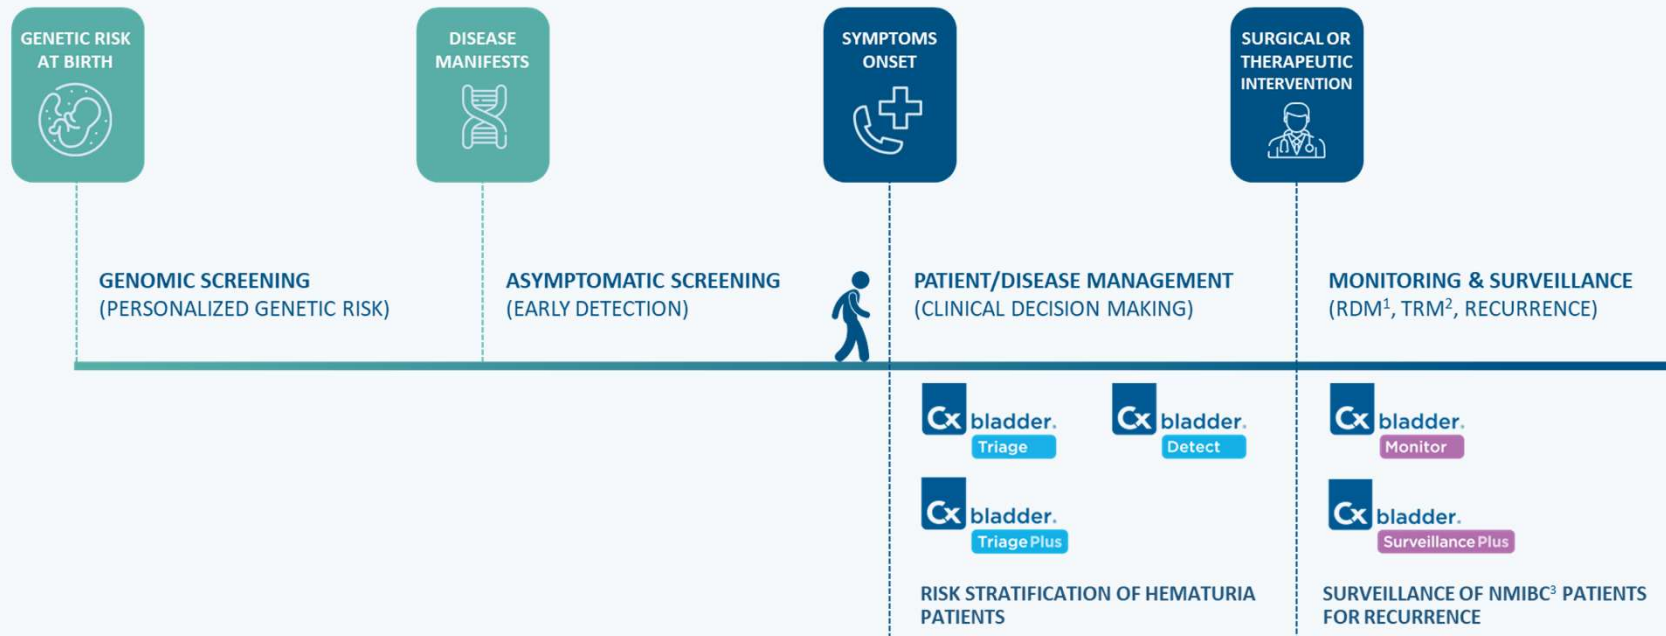 GENETIC RISK
AT BIRTH
DISEASE
MANIFESTS
SYMPTOMS
ONSET
SURGICAL OR
THERAPEUTIC
INTERVENTION
GENOMIC SCREENING
(PERSONALIZED GENETIC RISK)
ASYMPTOMATIC SCREENING
(EARLY DETECTION)
PATIENT/DISEASE MANAGEMENT
(CLINICAL DECISION MAKING)
MONITORING & SURVEILLANCE
(RDM¹, TRM², RECURRENCE)
Cx bladder.
Triage
Cx bladder.
Detect
Cx bladder.
Triage Plus
RISK STRATIFICATION OF HEMATURIA
PATIENTS
Cx bladder.
Monitor
Cx bladder.
Surveillance Plus
SURVEILLANCE OF NMIBC³ PATIENTS
FOR RECURRENCE